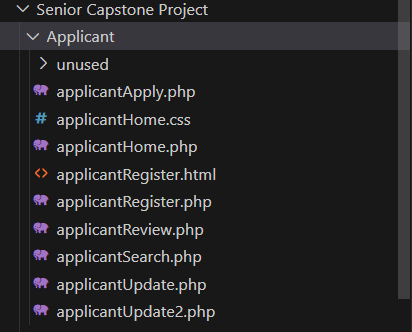 Senior Capstone Project
Applicant
unused
applicantApply.php
applicantHome.css
applicantHome.php
applicantRegister.html
applicantRegister.php
applicantReview.php
applicantSearch.php
applicantUpdate.php
applicantUpdate2.php